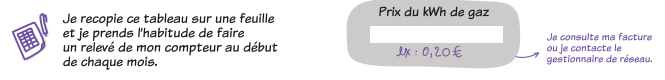 Je recopie ce tableau sur une feuille
et je prends l'habitude de faire
un relevé de mon compteur au début
de chaque mois.
Prix du kWh de gaz
ex : 0,20 €
Je consulte ma facture
ou je contacte le
gestionnaire de réseau.